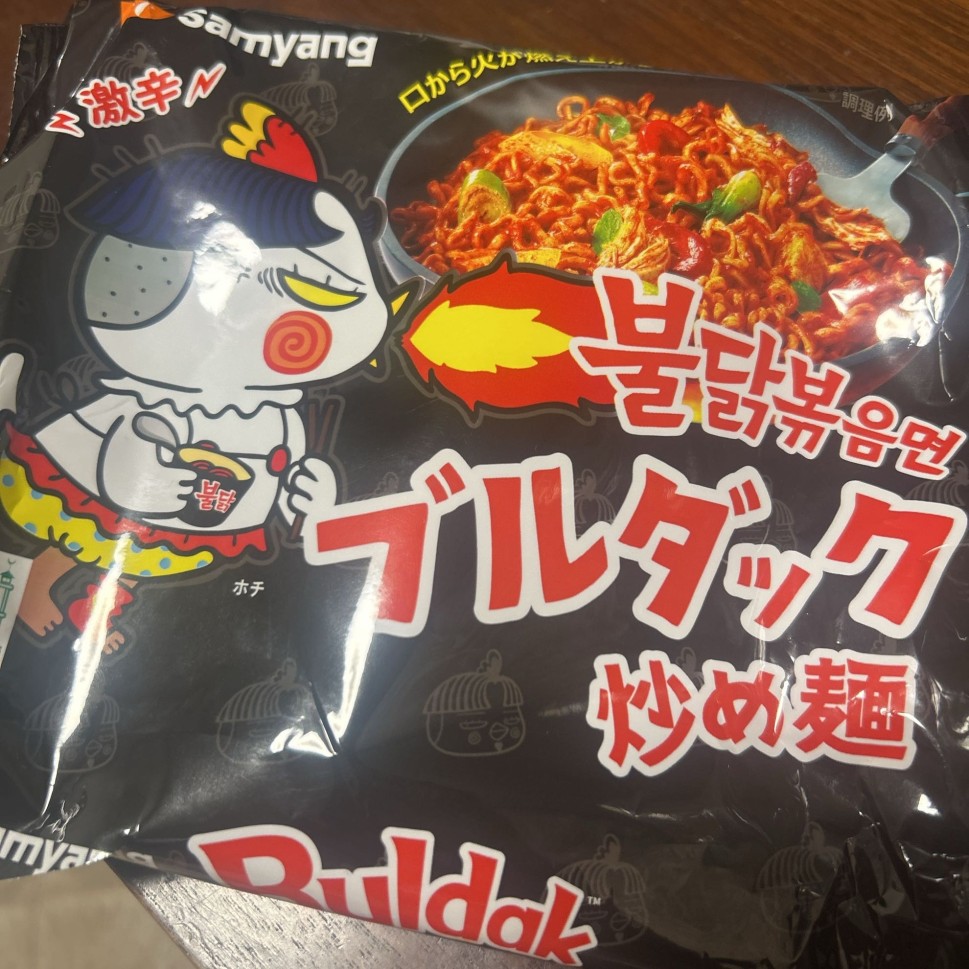 samyang
激辛
口から火が
調理例
불닭볶음면
불닭
ホチ
ブルダック
炒め麺
Buldak™